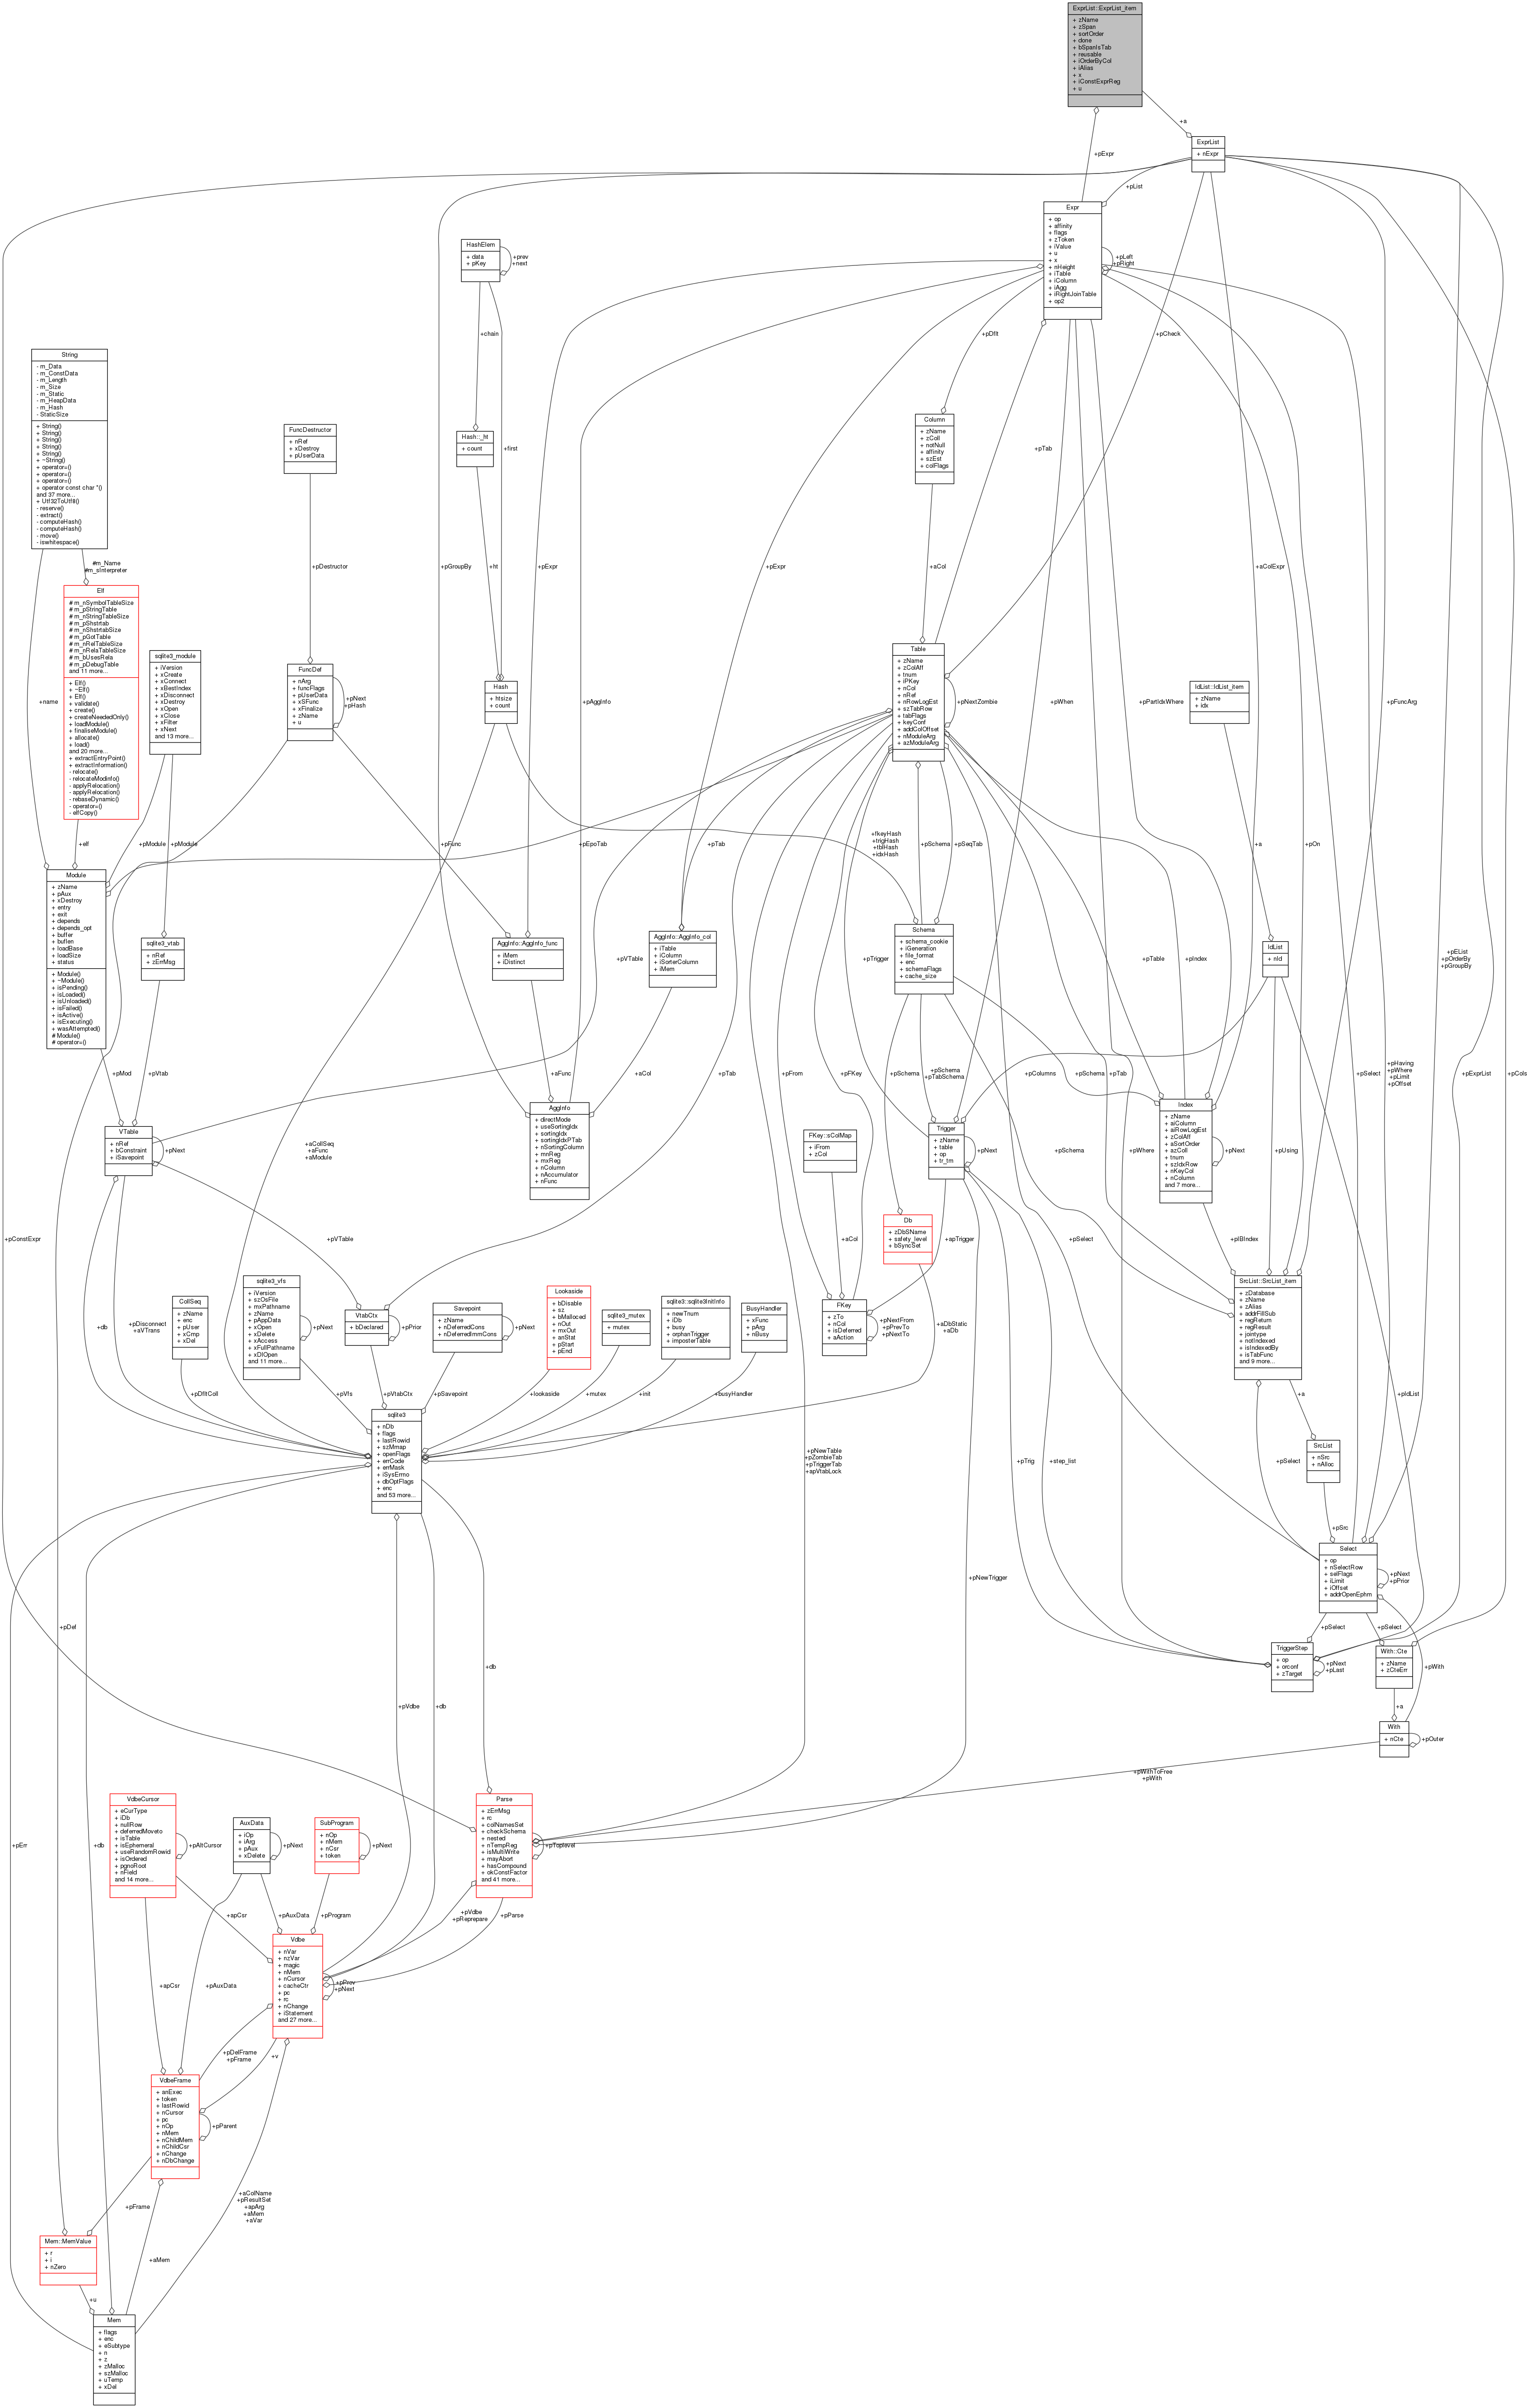 ExprList::ExprList_item
+ zName
+ zSpan
+ sortOrder
+ done
+ bSpanIsTab
+ reusable
+ iOrderByCol
+ iAlias
+ x
+ iConstExprReg
+ u
+a
ExprList
+ nExpr
+pExpr
+pList
Expr
+ op
+ affinity
+ flags
+ zToken
+ iValue
+ u
+ x
+ nHeight
+ iTable
+ iColumn
+ iAgg
+ iRightJoinTable
+ op2
+pLeft
+pRight
HashElem
+ data
+ pKey
+prev
+next
+chain
+first
+pDflt
+pCheck
String
- m_Data
- m_ConstData
- m_Length
- m_Size
- m_Static
- m_HeapData
- m_Hash
- StaticSize
+ String()
+ String()
+ String()
+ String()
+ String()
+ ~String()
+ operator=()
+ operator=()
+ operator=()
+ operator const char *()
and 37 more...
+ Utf32ToUtf8()
- reserve()
- extract()
- computeHash()
- computeHash()
- move()
- iswhitespace()
FuncDestructor
+ nRef
+ xDestroy
+ pUserData
Hash::_ht
+ count
Column
+ zName
+ zColl
+ notNull
+ affinity
+ szEst
+ colFlags
+pTab
#m_Name
#m_sInterpreter
+pDestructor
+ht
+pGroupBy
+pExpr
+pExpr
+aCol
+aColExpr
Elf
# m_nSymbolTableSize
# m_pStringTable
# m_nStringTableSize
# m_pShstrtab
# m_nShstrtabSize
# m_pGotTable
# m_nRelTableSize
# m_nRelaTableSize
# m_bUsesRela
# m_pDebugTable
and 11 more...
+ Elf()
+ ~Elf()
+ Elf()
+ validate()
+ create()
+ createNeededOnly()
+ loadModule()
+ finaliseModule()
+ allocate()
+ load()
and 20 more...
+ extractEntryPoint()
+ extractInformation()
- relocate()
- relocateModinfo()
- applyRelocation()
- applyRelocation()
- rebaseDynamic()
- operator=()
- elfCopy()
sqlite3_module
+ iVersion
+ xCreate
+ xConnect
+ xBestIndex
+ xDisconnect
+ xDestroy
+ xOpen
+ xClose
+ xFilter
+ xNext
and 13 more...
FuncDef
+ nArg
+ funcFlags
+ pUserData
+ xSFunc
+ xFinalize
+ zName
+ u
+pNext
+pHash
Hash
+ htsize
+ count
Table
+ zName
+ zColAff
+ tnum
+ iPKey
+ nCol
+ nRef
+ nRowLogEst
+ szTabRow
+ tabFlags
+ keyConf
+ addColOffset
+ nModuleArg
+ azModuleArg
+pNextZombie
+name
+pAggInfo
+pWhen
+pPartIdxWhere
IdList::IdList_item
+ zName
+ idx
+pFuncArg
+elf
+pModule
+pModule
+pFunc
+pEpoTab
+pTab
+fkeyHash
+trigHash
+tblHash
+idxHash
+pSchema
+pSeqTab
+a
+pOn
Module
+ zName
+ pAux
+ xDestroy
+ entry
+ exit
+ depends
+ depends_opt
+ buffer
+ buflen
+ loadBase
+ loadSize
+ status
+ Module()
+ ~Module()
+ isPending()
+ isLoaded()
+ isUnloaded()
+ isFailed()
+ isActive()
+ isExecuting()
+ wasAttempted()
# Module()
# operator=()
sqlite3_vtab
+ nRef
+ zErrMsg
AggInfo::AggInfo_func
+ iMem
+ iDistinct
AggInfo::AggInfo_col
+ iTable
+ iColumn
+ iSorterColumn
+ iMem
Schema
+ schema_cookie
+ iGeneration
+ file_format
+ enc
+ schemaFlags
+ cache_size
IdList
+ nId
+pVTable
+pTrigger
+pTable
+pIndex
+pEList
+pOrderBy
+pGroupBy
+pMod
+pVtab
+aFunc
+aCol
+pTab
+pFrom
+pFKey
+pSchema
+pSchema
+pTabSchema
+pColumns
+pSchema
+pTab
+pUsing
+pSelect
+pHaving
+pWhere
+pLimit
+pOffset
+pExprList
+pCols
AggInfo
+ directMode
+ useSortingIdx
+ sortingIdx
+ sortingIdxPTab
+ nSortingColumn
+ mnReg
+ mxReg
+ nColumn
+ nAccumulator
+ nFunc
Index
+ zName
+ aiColumn
+ aiRowLogEst
+ zColAff
+ aSortOrder
+ azColl
+ tnum
+ szIdxRow
+ nKeyCol
+ nColumn
and 7 more...
+pNext
VTable
+ nRef
+ bConstraint
+ iSavepoint
+pNext
+aCollSeq
+aFunc
+aModule
FKey::sColMap
+ iFrom
+ zCol
Trigger
+ zName
+ table
+ op
+ tr_tm
+pNext
+pSchema
+pWhere
Db
+ zDbSName
+ safety_level
+ bSyncSet
+pConstExpr
+pVTable
+aCol
+apTrigger
+pSelect
+pIBIndex
sqlite3_vfs
+ iVersion
+ szOsFile
+ mxPathname
+ zName
+ pAppData
+ xOpen
+ xDelete
+ xAccess
+ xFullPathname
+ xDlOpen
and 11 more...
+pNext
CollSeq
+ zName
+ enc
+ pUser
+ xCmp
+ xDel
VtabCtx
+ bDeclared
+pPrior
Savepoint
+ zName
+ nDeferredCons
+ nDeferredImmCons
+pNext
Lookaside
+ bDisable
+ sz
+ bMalloced
+ nOut
+ mxOut
+ anStat
+ pStart
+ pEnd
sqlite3_mutex
+ mutex
sqlite3::sqlite3InitInfo
+ newTnum
+ iDb
+ busy
+ orphanTrigger
+ imposterTable
BusyHandler
+ xFunc
+ pArg
+ nBusy
FKey
+ zTo
+ nCol
+ isDeferred
+ aAction
+pNextFrom
+pPrevTo
+pNextTo
SrcList::SrcList_item
+ zDatabase
+ zName
+ zAlias
+ addrFillSub
+ regReturn
+ regResult
+ jointype
+ notIndexed
+ isIndexedBy
+ isTabFunc
and 9 more...
+db
+pDisconnect
+aVTrans
+aDbStatic
+aDb
+pDfltColl
+pVfs
+pVtabCtx
+pSavepoint
+lookaside
+mutex
+init
+busyHandler
+a
+pIdList
sqlite3
+ nDb
+ flags
+ lastRowid
+ szMmap
+ openFlags
+ errCode
+ errMask
+ iSysErrno
+ dbOptFlags
+ enc
and 53 more...
SrcList
+ nSrc
+ nAlloc
+pNewTable
+pZombieTab
+pTriggerTab
+apVtabLock
+pTrig
+step_list
+pSelect
+pSrc
Select
+ op
+ nSelectRow
+ selFlags
+ iLimit
+ iOffset
+ addrOpenEphm
+pNext
+pPrior
+pNewTrigger
+pDef
+pSelect
+pSelect
+pWith
TriggerStep
+ op
+ orconf
+ zTarget
+pNext
+pLast
With::Cte
+ zName
+ zCteErr
+db
+pVdbe
+db
+a
With
+ nCte
+pOuter
+pWithToFree
+pWith
VdbeCursor
+ eCurType
+ iDb
+ nullRow
+ deferredMoveto
+ isTable
+ isEphemeral
+ useRandomRowid
+ isOrdered
+ pgnoRoot
+ nField
and 14 more...
+pAltCursor
AuxData
+ iOp
+ iArg
+ pAux
+ xDelete
+pNext
SubProgram
+ nOp
+ nMem
+ nCsr
+ token
+pNext
Parse
+ zErrMsg
+ rc
+ colNamesSet
+ checkSchema
+ nested
+ nTempReg
+ isMultiWrite
+ mayAbort
+ hasCompound
+ okConstFactor
and 41 more...
+pToplevel
+pErr
+db
+apCsr
+pAuxData
+pProgram
+pVdbe
+pReprepare
+pParse
Vdbe
+ nVar
+ nzVar
+ magic
+ nMem
+ nCursor
+ cacheCtr
+ pc
+ rc
+ nChange
+ iStatement
and 27 more...
+pPrev
+pNext
+apCsr
+pAuxData
+pDelFrame
+pFrame
+v
VdbeFrame
+ anExec
+ token
+ lastRowid
+ nCursor
+ pc
+ nOp
+ nMem
+ nChildMem
+ nChildCsr
+ nChange
+ nDbChange
+pParent
+aColName
+pResultSet
+apArg
+aMem
+aVar
+pFrame
+aMem
Mem::MemValue
+ r
+ i
+ nZero
+u
Mem
+ flags
+ enc
+ eSubtype
+ n
+ z
+ zMalloc
+ szMalloc
+ uTemp
+ xDel